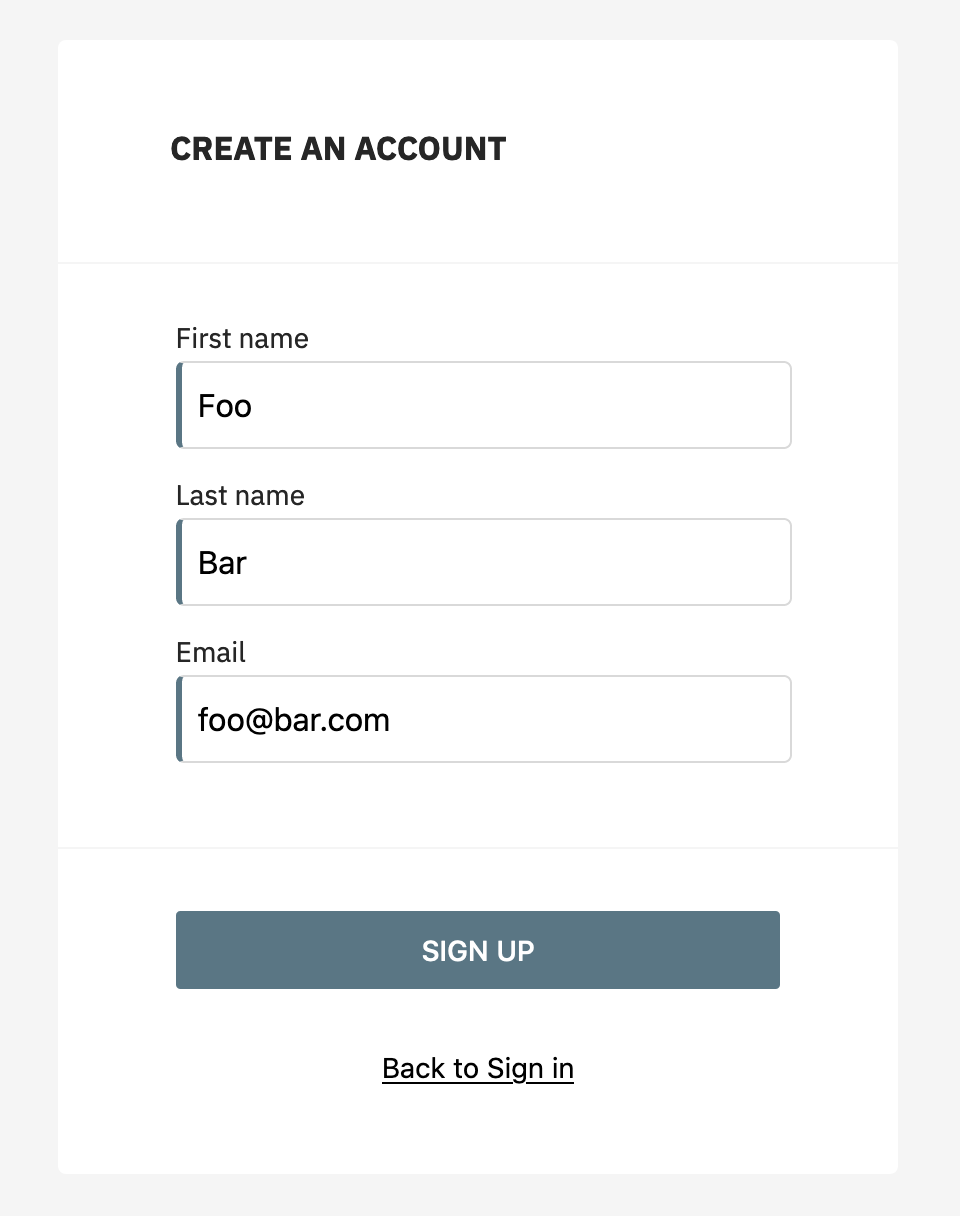 CREATE AN ACCOUNT
First name
Foo
Last name
Bar
Email
foo@bar.com
SIGN UP
Back to Sign in